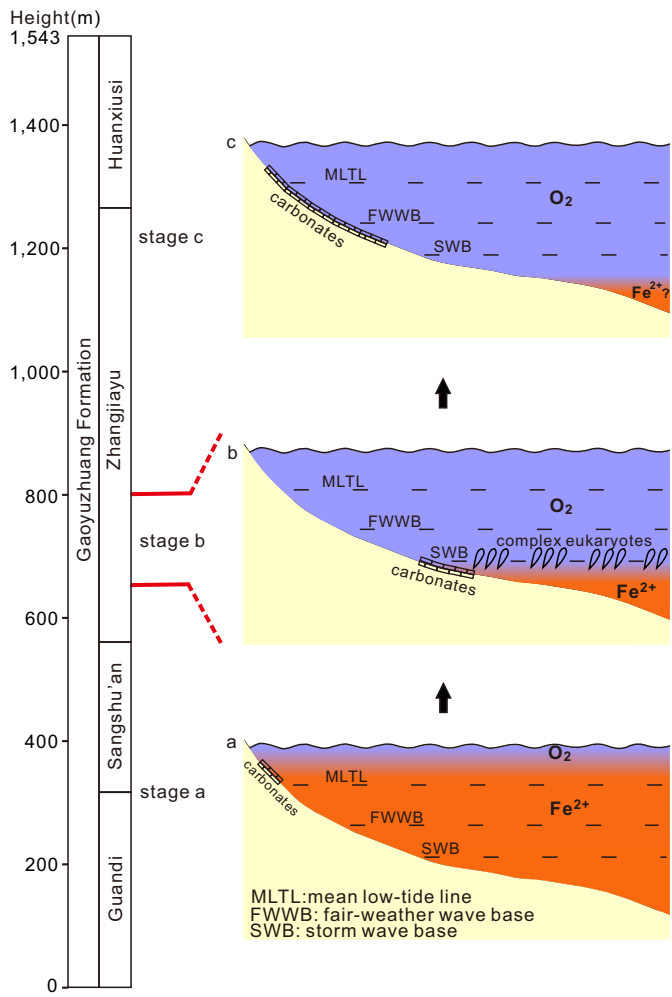 Height(m)
1,543
1,400
1,200
1,000
800
600
400
200
0
Gaoyuzhuang Formation
Huanxiusi
Zhangjiayu
Sangshu'an
Guandi
stage c
stage b
stage a
c
MLTL
O2
FWWB
carbonates
SWB
Fe2+?
b
MLTL
O2
FWWB
complex eukaryotes
SWB
carbonates
Fe2+
a
O2
carbonates
MLTL
Fe2+
FWWB
SWB
MLTL:mean low-tide line
FWWB: fair-weather wave base
SWB: storm wave base